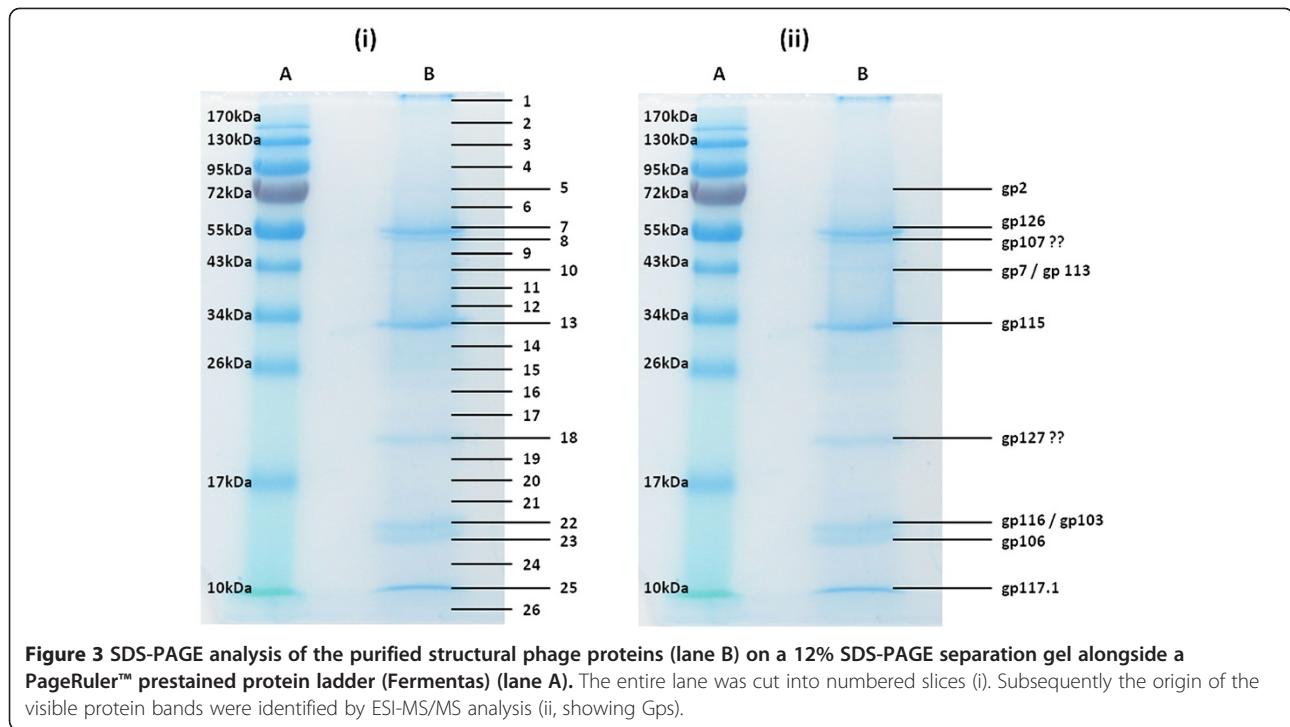 (i)
A B
170kDa
130kDa
95kDa
72kDa
55kDa
43kDa
34kDa
26kDa
17kDa
10kDa
1
2
3
4
5
6
7
8
9
10
11
12
13
14
15
16
17
18
19
20
21
22
23
24
25
26
(ii)
A B
170kDa
130kDa
95kDa
72kDa
55kDa
43kDa
34kDa
26kDa
17kDa
10kDa
gp2
gp126
gp107 ??
gp7 / gp 113
gp115
gp127 ??
gp116 / gp103
gp106
gp117.1
Figure 3 SDS-PAGE analysis of the purified structural phage proteins (lane B) on a 12% SDS-PAGE separation gel alongside a
PageRuler™ prestained protein ladder (Fermentas) (lane A). The entire lane was cut into numbered slices (i). Subsequently the origin of the
visible protein bands were identified by ESI-MS/MS analysis (ii, showing Gps).